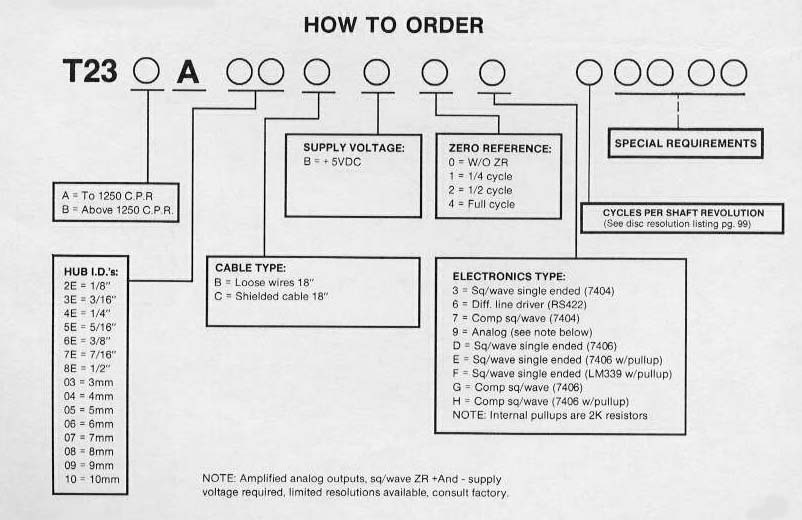 HOW TO ORDER
T23 A
SUPPLY VOLTAGE:
B = + 5VDC
ZERO REFERENCE:
0 = W/O ZR
1 = 1/4 cycle
2 = 1/2 cycle
4 = Full cycle
SPECIAL REQUIREMENTS
A = To 1250 C.P.R
B = Above 1250 C.P.R.
CYCLES PER SHAFT REVOLUTION
(See disc resolution listing pg. 99)
HUB I.D.'s:
2E = 1/8"
3E = 3/16"
4E = 1/4"
5E = 5/16"
6E = 3/8"
7E = 7/16"
8E = 1/2"
03 = 3mm
04 = 4mm
05 = 5mm
06 = 6mm
07 = 7mm
08 = 8mm
09 = 9mm
10 = 10mm
CABLE TYPE:
B = Loose wires 18"
C = Shielded cable 18"
ELECTRONICS TYPE:
3 = Sq/wave single ended (7404)
6 = Diff. line driver (RS422)
7 = Comp sq/wave (7404)
9 = Analog (see note below)
D = Sq/wave single ended (7406)
E = Sq/wave single ended (7406 w/pullup)
F = Sq/wave single ended (LM339 w/pullup)
G = Comp sq/wave (7406)
H = Comp sq/wave (7406 w/pullup)
NOTE: Internal pullups are 2K resistors
NOTE: Amplified analog outputs, sq/wave ZR +And - supply
voltage required, limited resolutions available, consult factory.